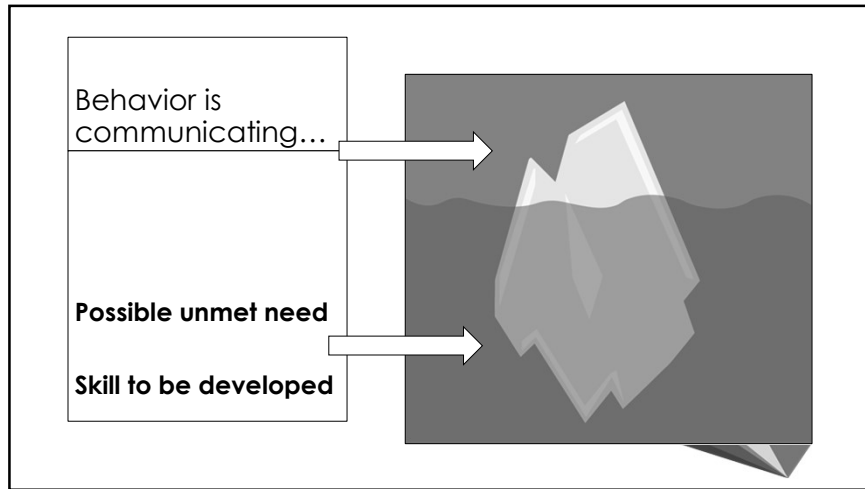 Behavior is
communicating…
Possible unmet need
Skill to be developed